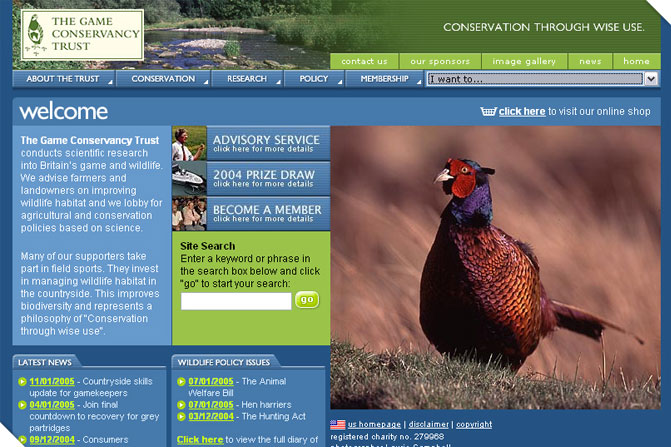 THE GAME
CONSERVANCY
TRUST
CONSERVATION THROUGH WISE USE.
contact us
our sponsors
image gallery
news
home
ABOUT THE TRUST
CONSERVATION
RESEARCH
POLICY
MEMBERSHIP
I want to...
welcome
click here to visit our online shop
The Game Conservancy Trust
conducts scientific research
into Britain's game and wildlife.
We advise farmers and
landowners on improving
wildlife habitat and we lobby for
agricultural and conservation
policies based on science.
Many of our supporters take
part in field sports. They invest
in managing wildlife habitat in
the countryside. This improves
biodiversity and represents a
philosophy of "Conservation
through wise use".
ADVISORY SERVICE
click here for more details
2004 PRIZE DRAW
click here for more details
BECOME A MEMBER
click here for more details
Site Search
Enter a keyword or phrase in
the search box below and click
"go" to start your search:
go
LATEST NEWS
11/01/2005 - Countryside skills
update for gamekeepers
04/01/2005 - Join final
countdown to recovery for grey
partridges
09/12/2004 - Consumers
WILDLIFE POLICY ISSUES
07/01/2005 - The Animal
Welfare Bill
07/01/2005 - Hen harriers
03/12/2004 - The Hunting Act
Click here to view the full diary of
us homepage | disclaimer | copyright
registered charity no. 279968